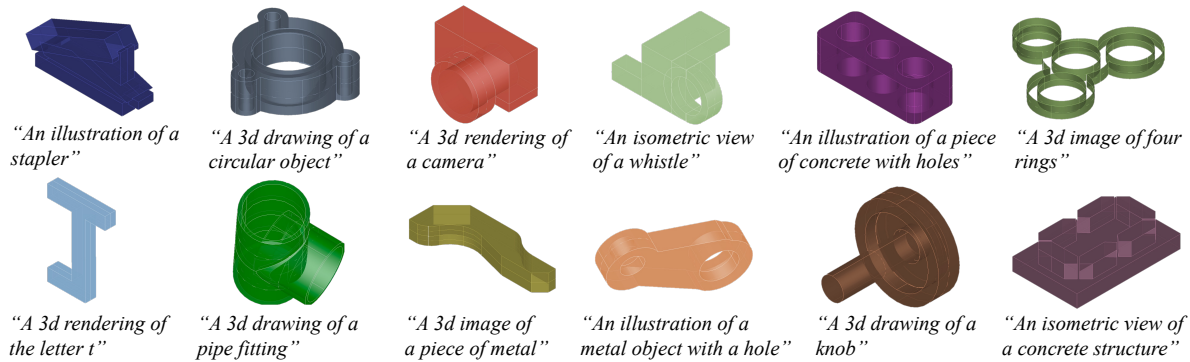 “An illustration of a
stapler”
“A 3d drawing of a
circular object”
“A 3d rendering of
a camera”
“An isometric view
of a whistle”
“An illustration of a piece
of concrete with holes”
“A 3d image of four
rings”
“A 3d rendering of
the letter t”
“A 3d drawing of a
pipe fitting”
“A 3d image of
a piece of metal”
“An illustration of a
metal object with a hole”
“A 3d drawing of a
knob”
“An isometric view of
a concrete structure”